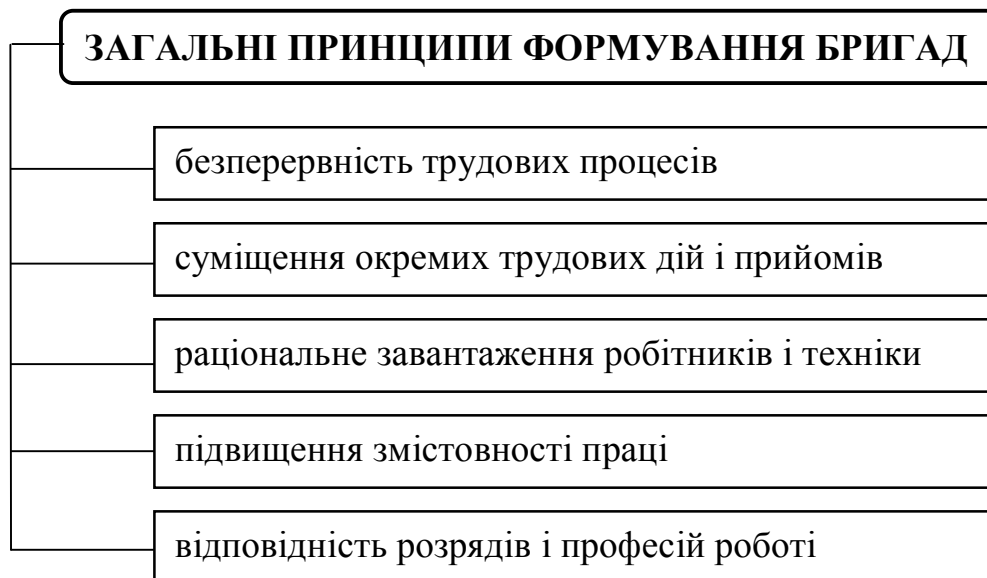 ЗАГАЛЬНІ ПРИНЦИПИ ФОРМУВАННЯ БРИГАД
безперервність трудових процесів
суміщення окремих трудових дій і прийомів
раціональне завантаження робітників і техніки
підвищення змістовності праці
відповідність розрядів і професій роботі